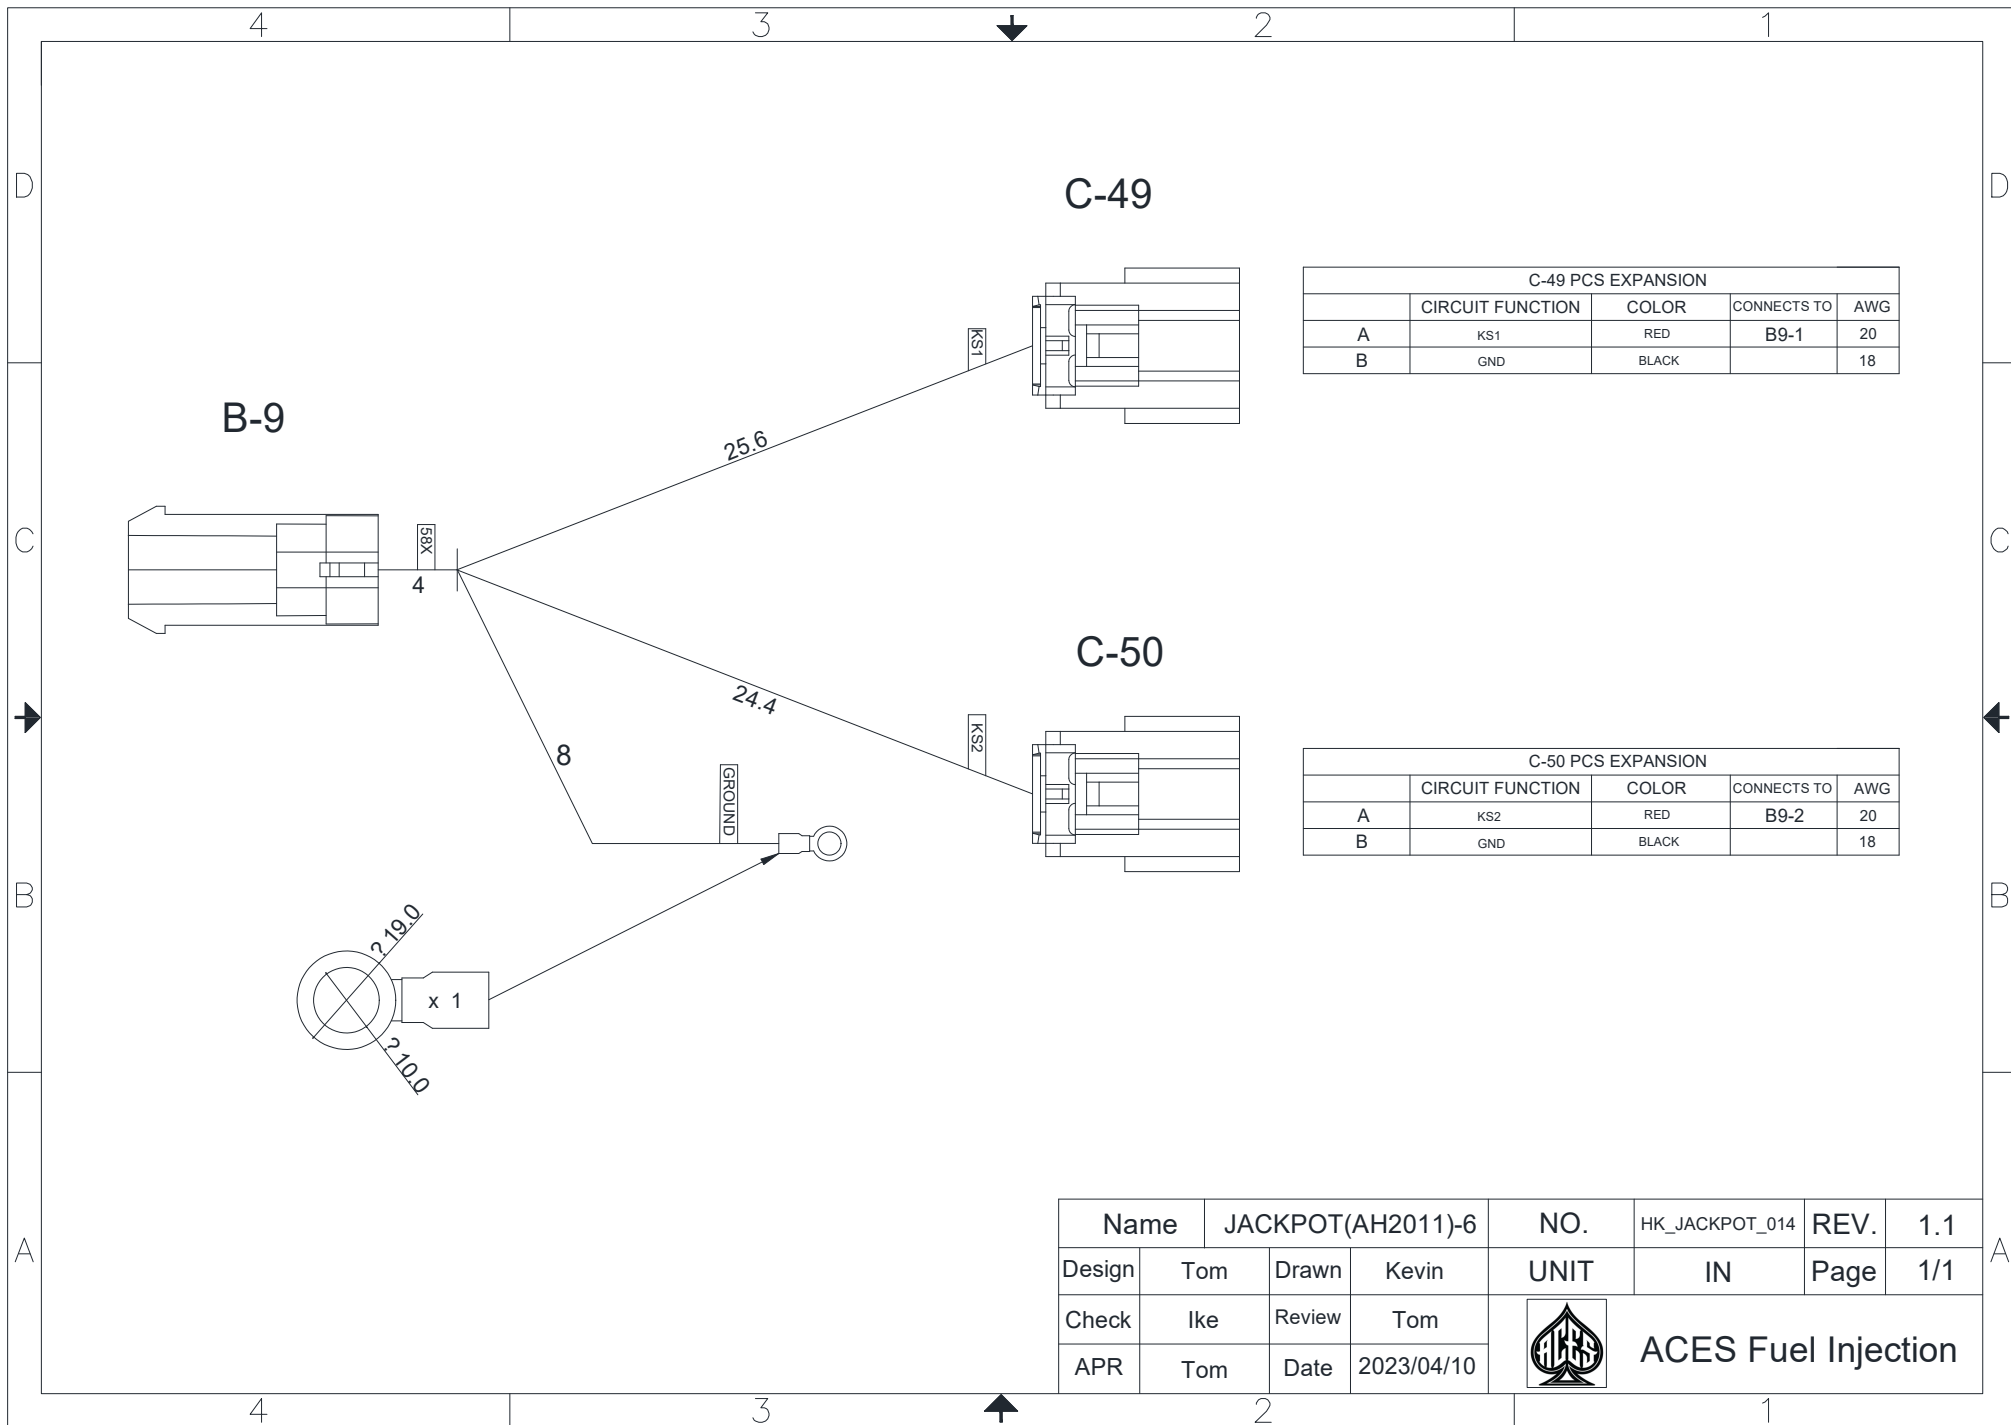 4 3 2 1
D D
C-49
C-49 PCS EXPANSION
CIRCUIT FUNCTION COLOR CONNECTS TO AWG
A KS1 RED B9-1 20
B GND BLACK 18
KS1
B-9
25.6
C C
58X
4
C-50
24.4
KS2
8
GROUND
C-50 PCS EXPANSION
CIRCUIT FUNCTION COLOR CONNECTS TO AWG
A KS2 RED B9-2 20
B GND BLACK 18
B B
? 19.0
x 1
? 10.0
Name JACKPOT(AH2011)-6 NO. HK_JACKPOT_014 REV. 1.1
A A
Design Tom Drawn Kevin UNIT IN Page 1/1
Check Ike Review Tom
ACES
ACES Fuel Injection
APR Tom Date 2023/04/10
4 3 2 1